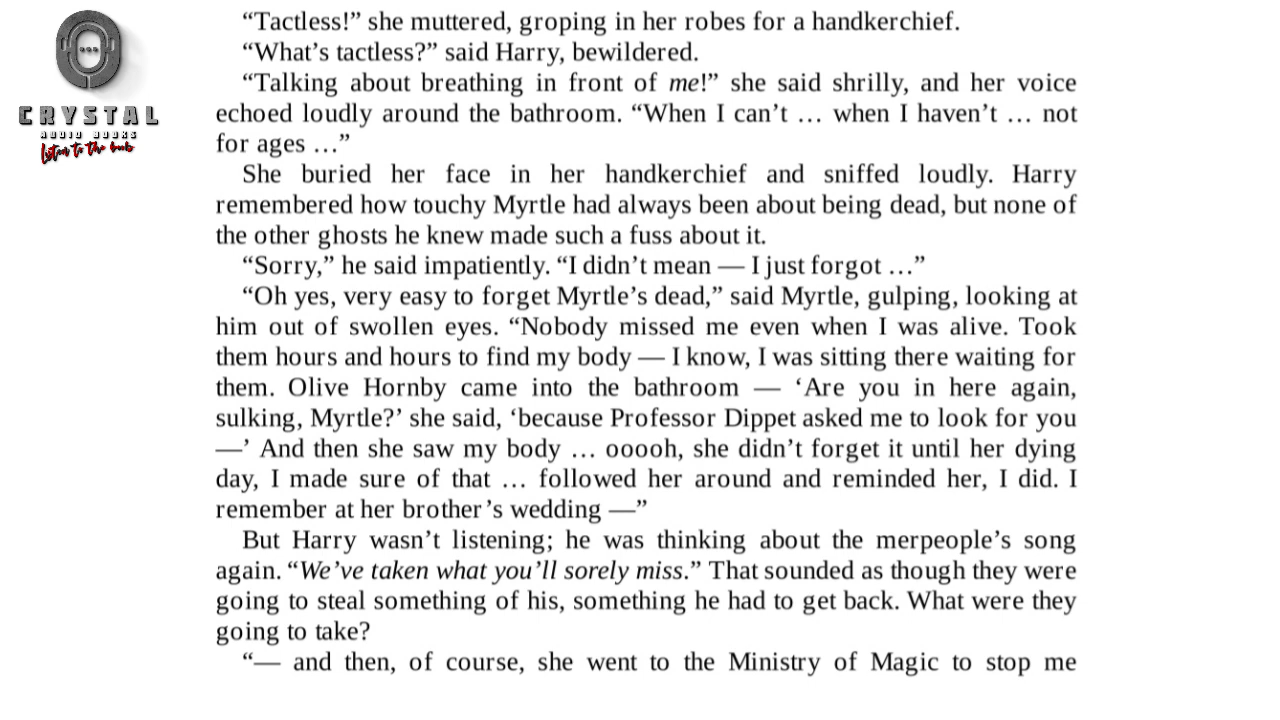 CRYSTAL
AUDIO BOOKS
Listen to the book
“Tactless!” she muttered, groping in her robes for a handkerchief.
“What’s tactless?” said Harry, bewildered.
“Talking about breathing in front of me!” she said shrilly, and her voice
echoed loudly around the bathroom. “When I can’t … when I haven’t … not
for ages …”
She buried her face in her handkerchief and sniffed loudly. Harry
remembered how touchy Myrtle had always been about being dead, but none of
the other ghosts he knew made such a fuss about it.
“Sorry,” he said impatiently. “I didn’t mean — I just forgot …”
“Oh yes, very easy to forget Myrtle’s dead,” said Myrtle, gulping, looking at
him out of swollen eyes. “Nobody missed me even when I was alive. Took
them hours and hours to find my body — I know, I was sitting there waiting for
them. Olive Hornby came into the bathroom — ‘Are you in here again,
sulking, Myrtle?’ she said, ‘because Professor Dippet asked me to look for you
—’ And then she saw my body … ooooh, she didn’t forget it until her dying
day, I made sure of that … followed her around and reminded her, I did. I
remember at her brother’s wedding —”
But Harry wasn’t listening; he was thinking about the merpeople’s song
again. “We’ve taken what you’ll sorely miss.” That sounded as though they were
going to steal something of his, something he had to get back. What were they
going to take?
“— and then, of course, she went to the Ministry of Magic to stop me